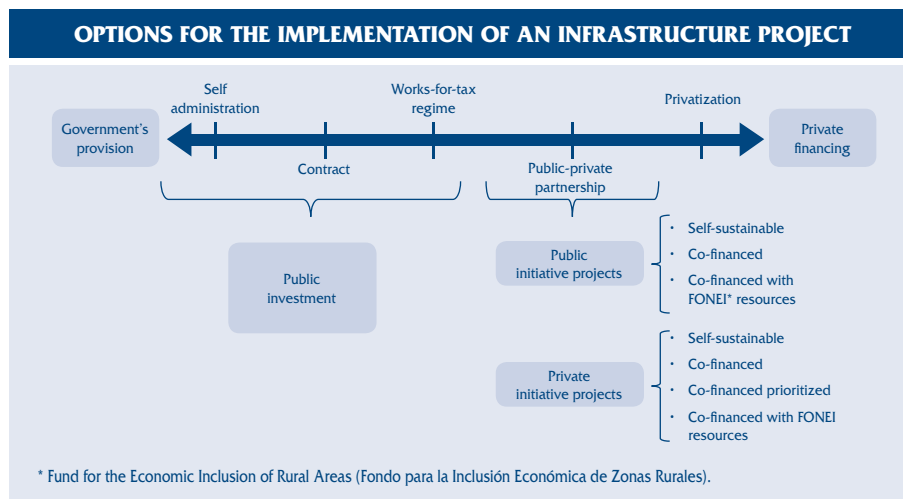 OPTIONS FOR THE IMPLEMENTATION OF AN INFRASTRUCTURE PROJECT
Self
administration
Works-for-tax
regime
Privatization
Government's
provision
Private
financing
Contract
Public-private
partnership
Public
investment
Public
initiative projects
· Self-sustainable
· Co-financed
· Co-financed with
FONEI* resources
Private
initiative projects
· Self-sustainable
· Co-financed
· Co-financed prioritized
· Co-financed with FONEI
resources
* Fund for the Economic Inclusion of Rural Areas (Fondo para la Inclusión Económica de Zonas Rurales).